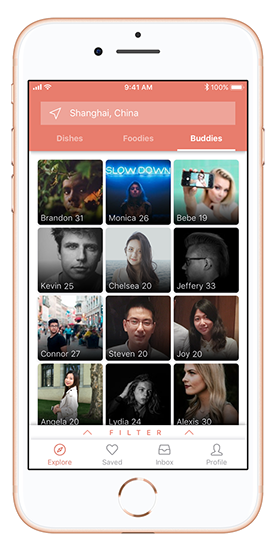 9:41 AM 100%
Shanghai, China
Dishes Foodies Buddies
SLOW DOWN
Brandon 31 Monica 26 Bebe 19
Kevin 25 Chelsea 20 Jeffery 33
Connor 27 Steven 20 Joy 20
Angela 20 Lydia 24 Alexis 30
FILTER
Explore Saved Inbox Profile